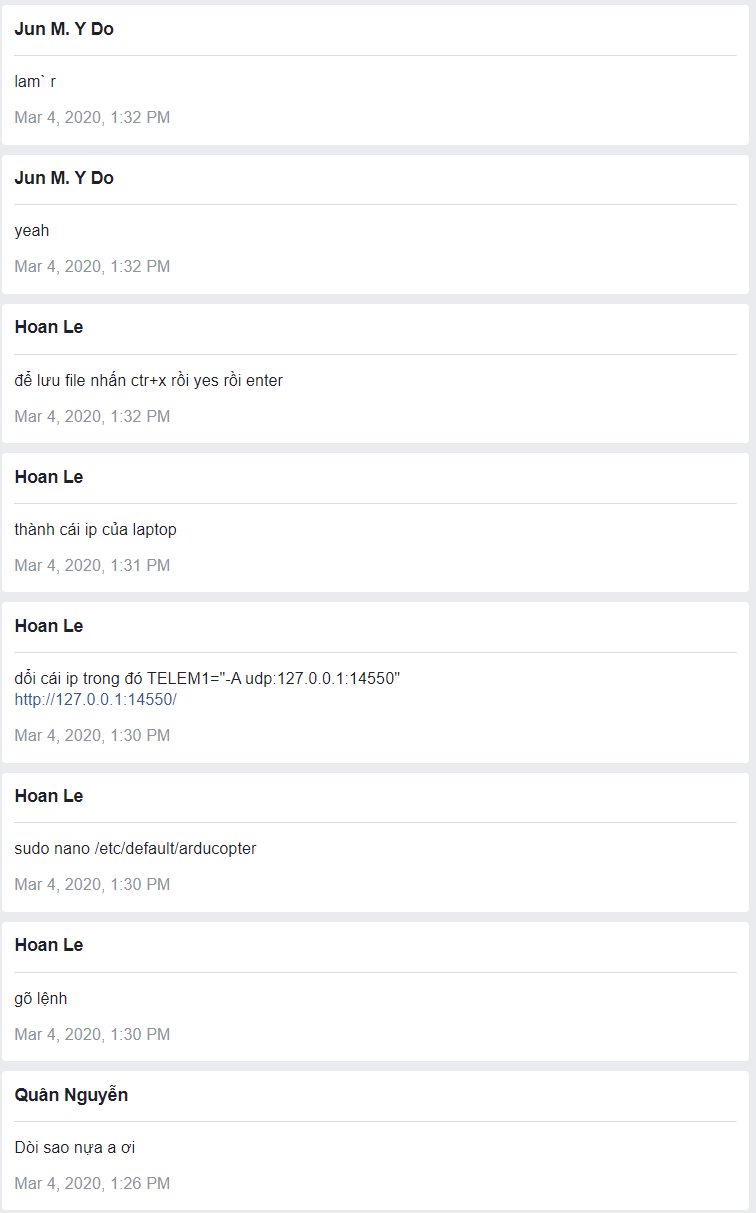 Jun M. Y Do
lam` r
Mar 4, 2020, 1:32 PM
Jun M. Y Do
yeah
Mar 4, 2020, 1:32 PM
Hoan Le
để lưu file nhấn ctr+x rồi yes rồi enter
Mar 4, 2020, 1:32 PM
Hoan Le
thành cái ip của laptop
Mar 4, 2020, 1:31 PM
Hoan Le
dổi cái ip trong đó TELEM1="-A udp:127.0.0.1:14550"
http://127.0.0.1:14550/
Mar 4, 2020, 1:30 PM
Hoan Le
sudo nano /etc/default/arducopter
Mar 4, 2020, 1:30 PM
Hoan Le
gõ lệnh
Mar 4, 2020, 1:30 PM
Quân Nguyễn
Dòi sao nựa a ơi
Mar 4, 2020, 1:26 PM